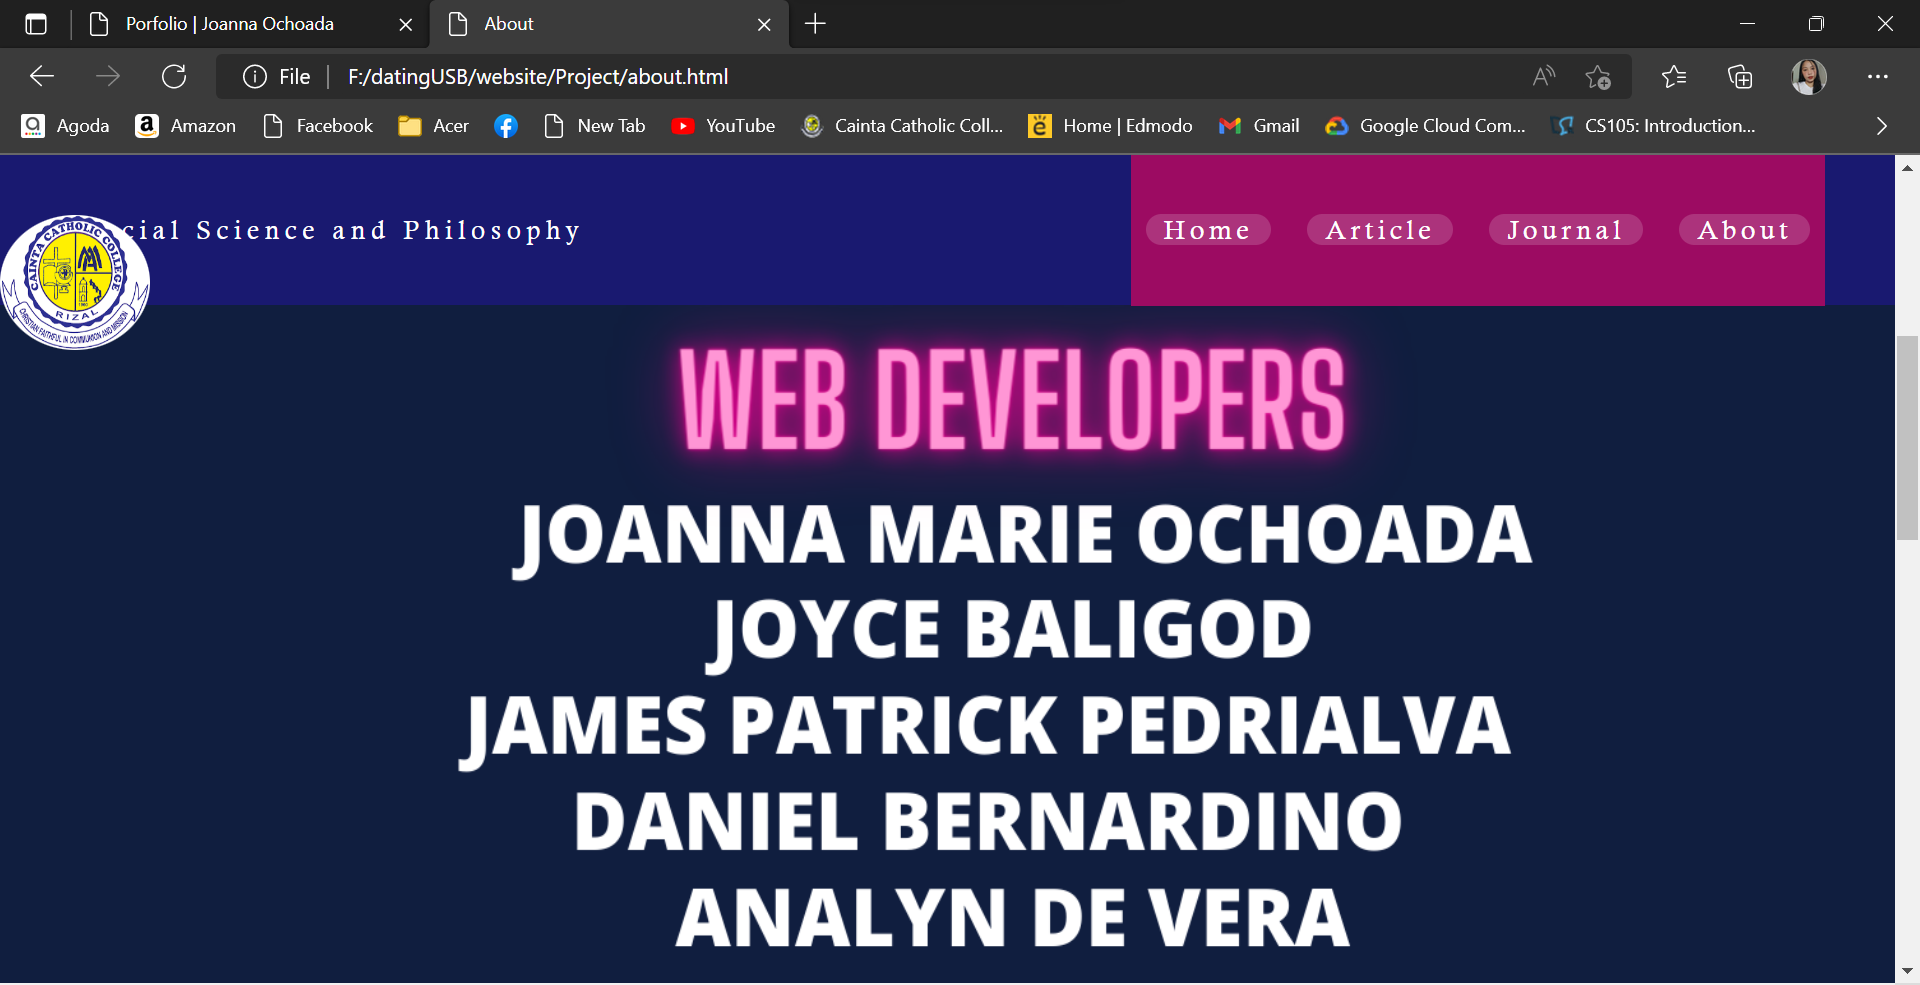 Porfolio | Joanna Ochoada
About
File
F:/datingUSB/website/Project/about.html
Agoda
Amazon
Facebook
Acer
New Tab
YouTube
Cainta Catholic Coll...
Home | Edmodo
Gmail
Google Cloud Com...
CS105: Introduction...
cial Science and Philosophy
Home
Article
Journal
About
CAINTA CATHOLIC COLLEGE
RIZAL
CHRISTIAN FAITHFUL IN COMMUNION AND MISSION
WEB DEVELOPERS
JOANNA MARIE OCHOADA
JOYCE BALIGOD
JAMES PATRICK PEDRIALVA
DANIEL BERNARDINO
ANALYN DE VERA